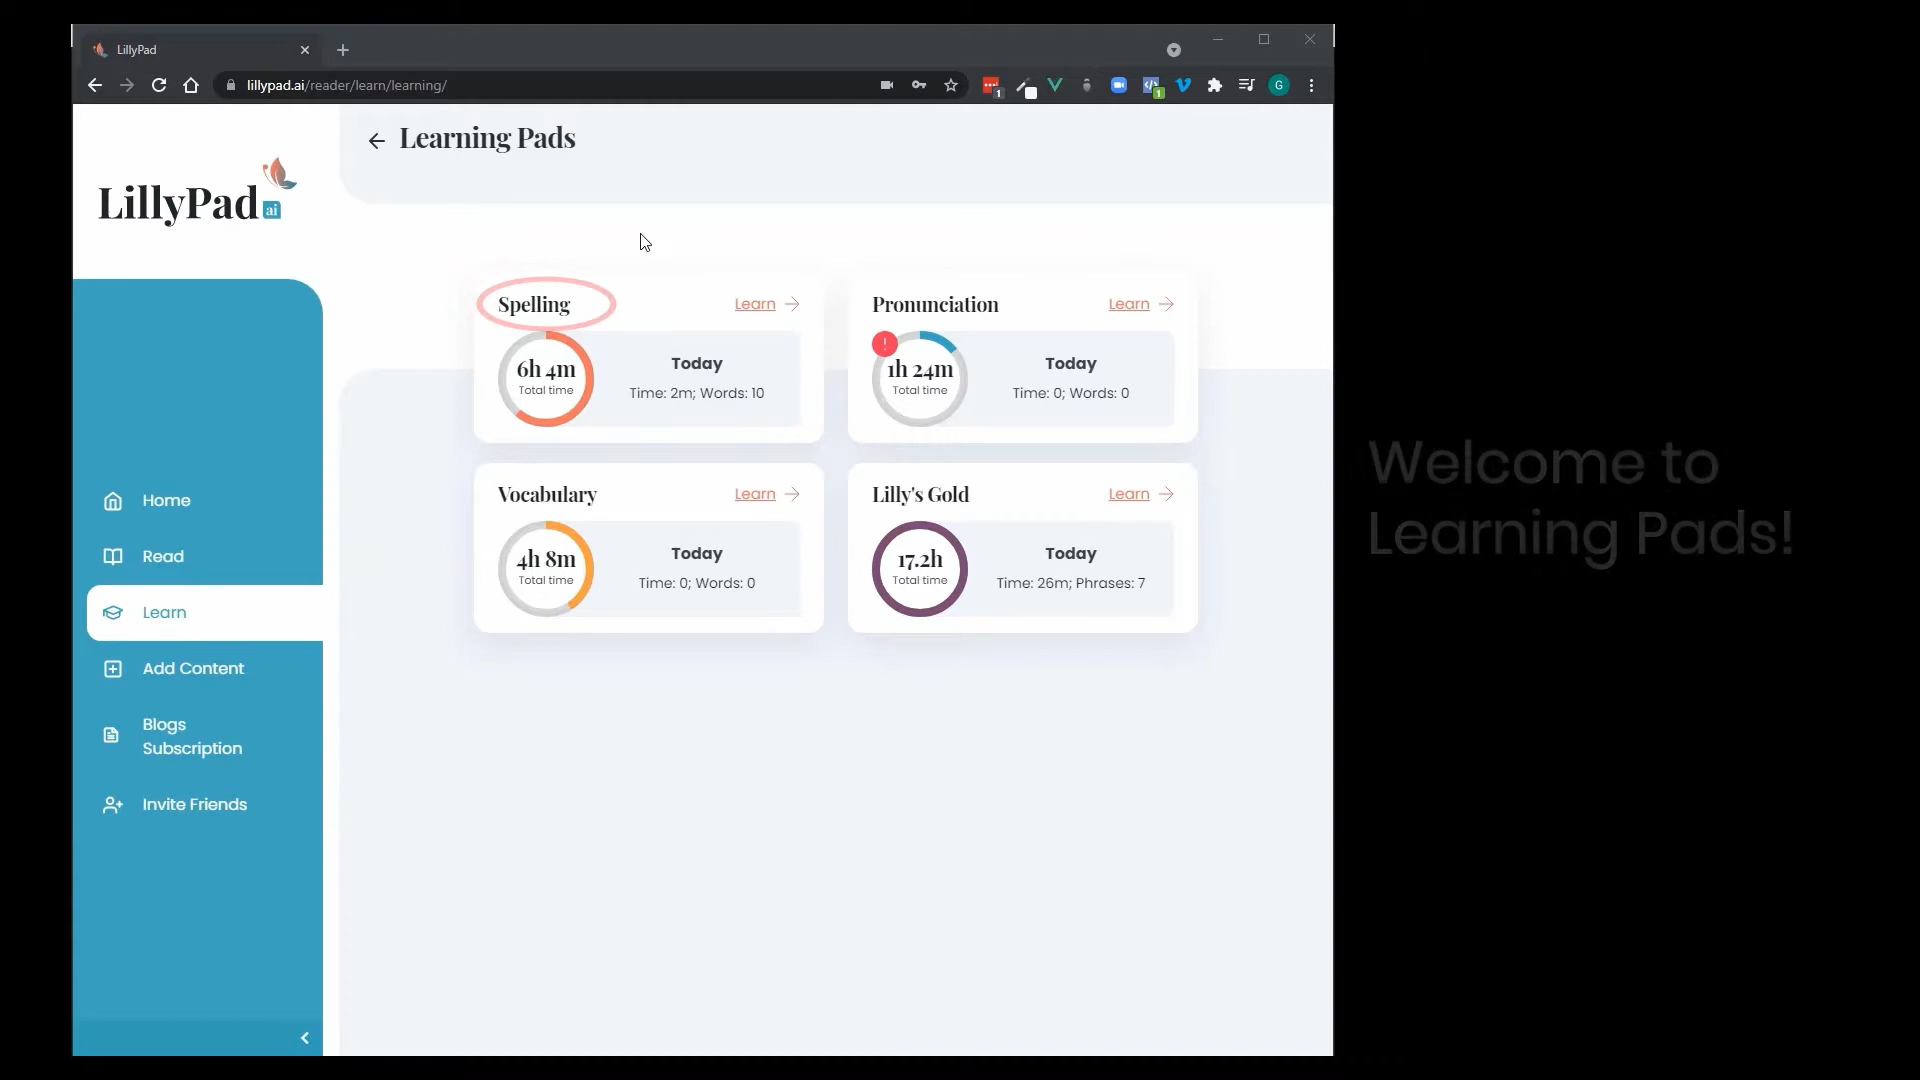 LillyPad
lillypad.ai/reader/learn/learning/
1
1
G
Learning Pads
LillyPad
ai
Spelling
Learn
6h 4m
Total time
Today
Time: 2m; Words: 10
Pronunciation
Learn
!
1h 24m
Total time
Today
Time: 0; Words: 0
Vocabulary
Learn
4h 8m
Total time
Today
Time: 0; Words: 0
Lilly's Gold
Learn
17.2h
Total time
Today
Time: 26m; Phrases: 7
Home
Read
Learn
Add Content
Blogs
Subscription
Invite Friends
Welcome to
Learning Pads!